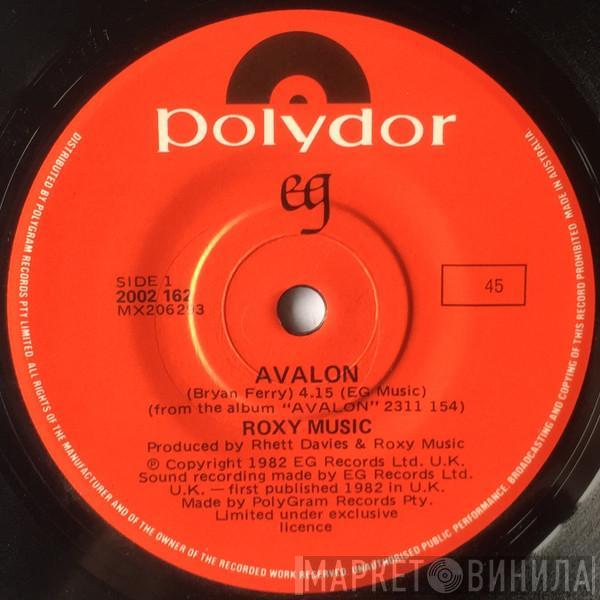 polydor
eg
SIDE 1
2002 162
MX206293
45
AVALON
(Bryan Ferry) 4.15 (EG Music)
(from the album "AVALON" 2311 154)
ROXY MUSIC
Produced by Rhett Davies & Roxy Music
℗ Copyright 1982 EG Records Ltd. U.K.
Sound recording made by EG Records Ltd.
U.K. — first published 1982 in U.K.
Made by PolyGram Records Pty.
Limited under exclusive
licence
DISTRIBUTED BY POLYGRAM RECORDS PTY LIMITED. ALL RIGHTS OF THE MANUFACTURER AND OF THE OWNER OF THE RECORDED WORK RESERVED. UNAUTHORISED PUBLIC PERFORMANCE, BROADCASTING AND COPYING OF THIS RECORD PROHIBITED. MADE IN AUSTRALIA
МАРКЕТ ВИНИЛА